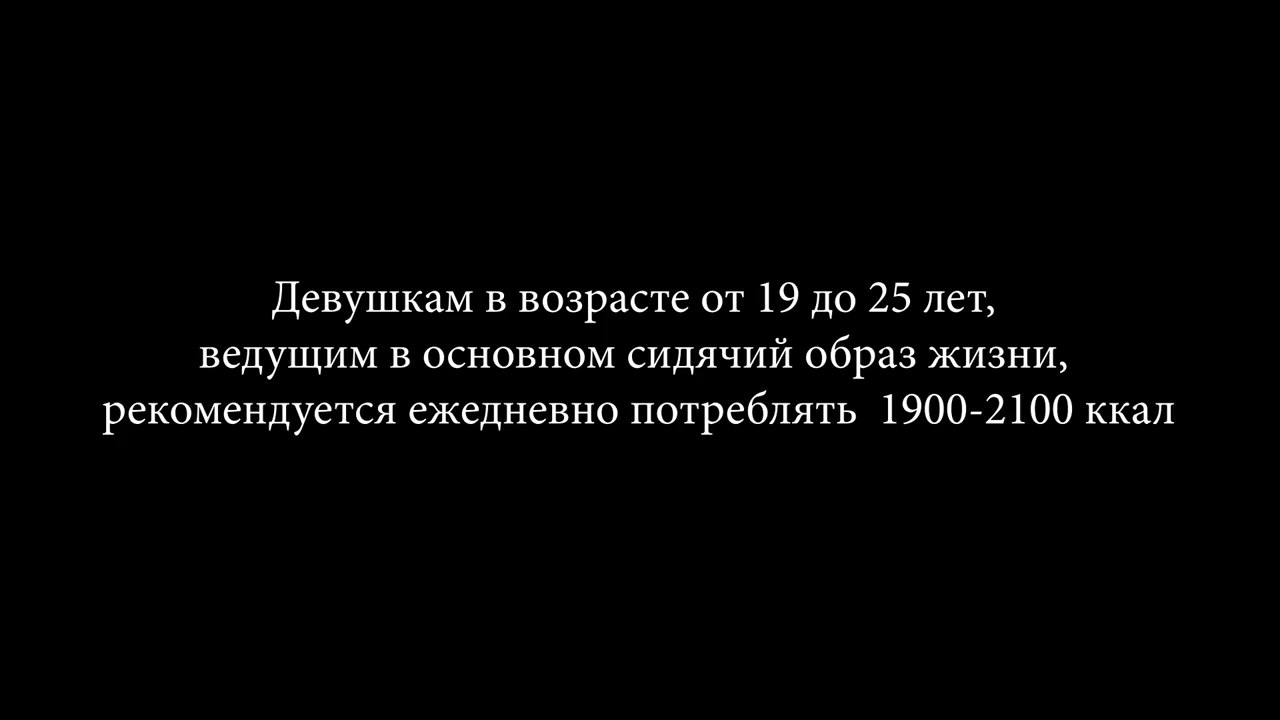 Девушкам в возрасте от 19 до 25 лет,
ведущим в основном сидячий образ жизни,
рекомендуется ежедневно потреблять  1900-2100 ккал